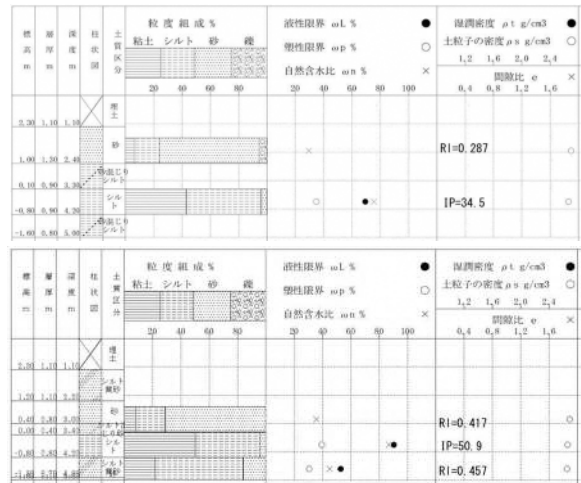 粒度組成%
粘土 シルト 砂 礫
20 40 60 80
標高 m
層厚 m
深度 m
柱状図
土質区分
液性限界 ωL % ●
塑性限界 ωp % ○
自然含水比 ωn % ×
20 40 60 80 100
湿潤密度 ρt g/cm3 ●
土粒子の密度 ρs g/cm3 ○
1,2 1,6 2,0 2,4
間隙比 e ×
0,4 0,8 1,2 1,6
埋土
2.30 1.10 1.10
砂
RI=0.287
1.00 1.30 2.40
砂混じりシルト
0.10 0.90 3.30
シルト
IP=34.5
-0.80 0.90 4.20
砂混じりシルト
-1.60 0.80 5.00
粒度組成%
粘土 シルト 砂 礫
20 40 60 80
標高 m
層厚 m
深度 m
柱状図
土質区分
液性限界 ωL % ●
塑性限界 ωp % ○
自然含水比 ωn % ×
20 40 60 80 100
湿潤密度 ρt g/cm3 ●
土粒子の密度 ρs g/cm3 ○
1,2 1,6 2,0 2,4
間隙比 e ×
0,4 0,8 1,2 1,6
埋土
2.00 1.10 1.10
シルト質砂
1.20
砂
RI=0.417
シルト
IP=50.9
シルト
RI=0.457